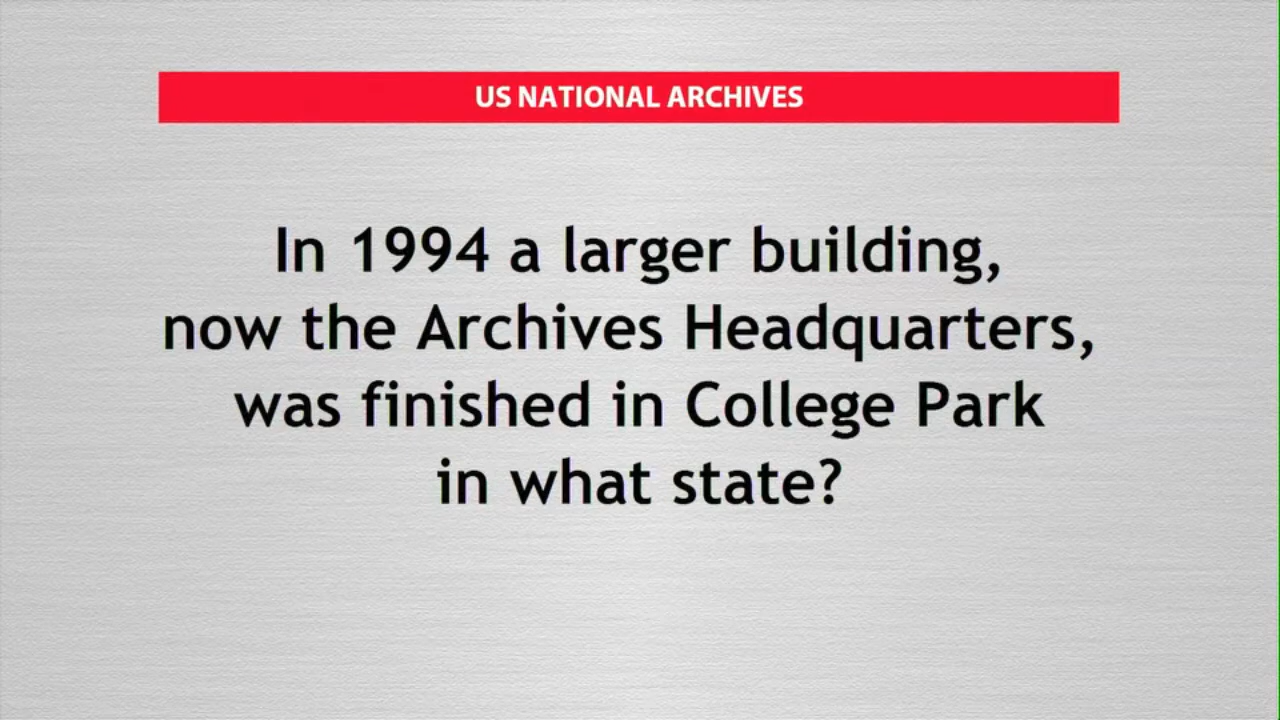 US NATIONAL ARCHIVES
In 1994 a larger building,
now the Archives Headquarters,
was finished in College Park
in what state?